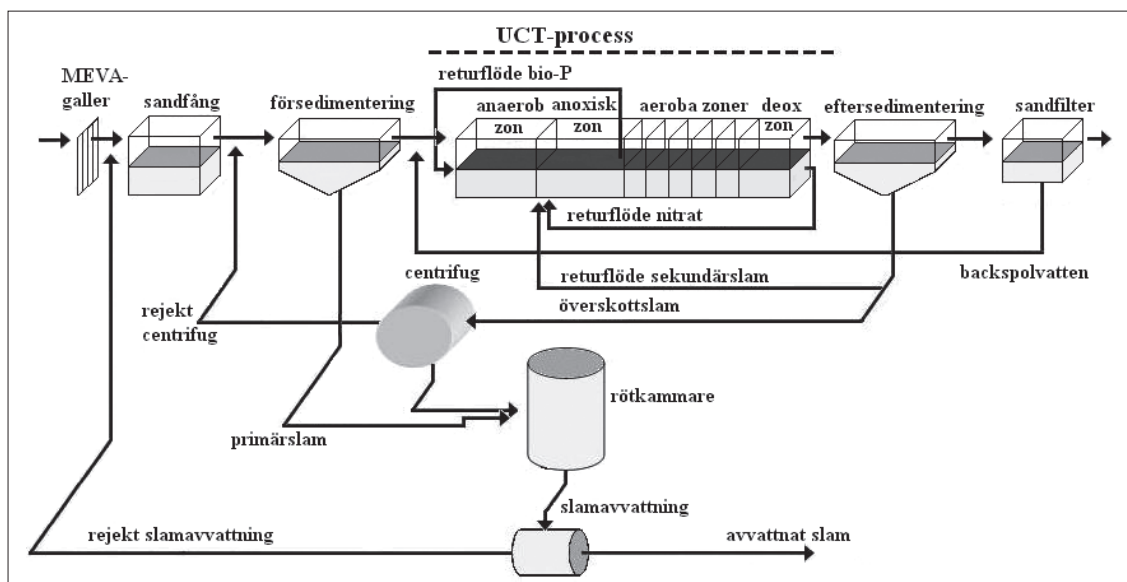 UCT-process
MEVA-
galler
sandfång
försedimentering
returflöde bio-P
anaerob
zon
anoxisk
zon
aeroba zoner
deox
zon
eftersedimentering
sandfilter
returflöde nitrat
returflöde sekundärslam
backspolvatten
centrifug
överskottslam
rejekt
centrifug
rötkammare
primärslam
slamavvattning
rejekt slamavvattning
avvattnat slam